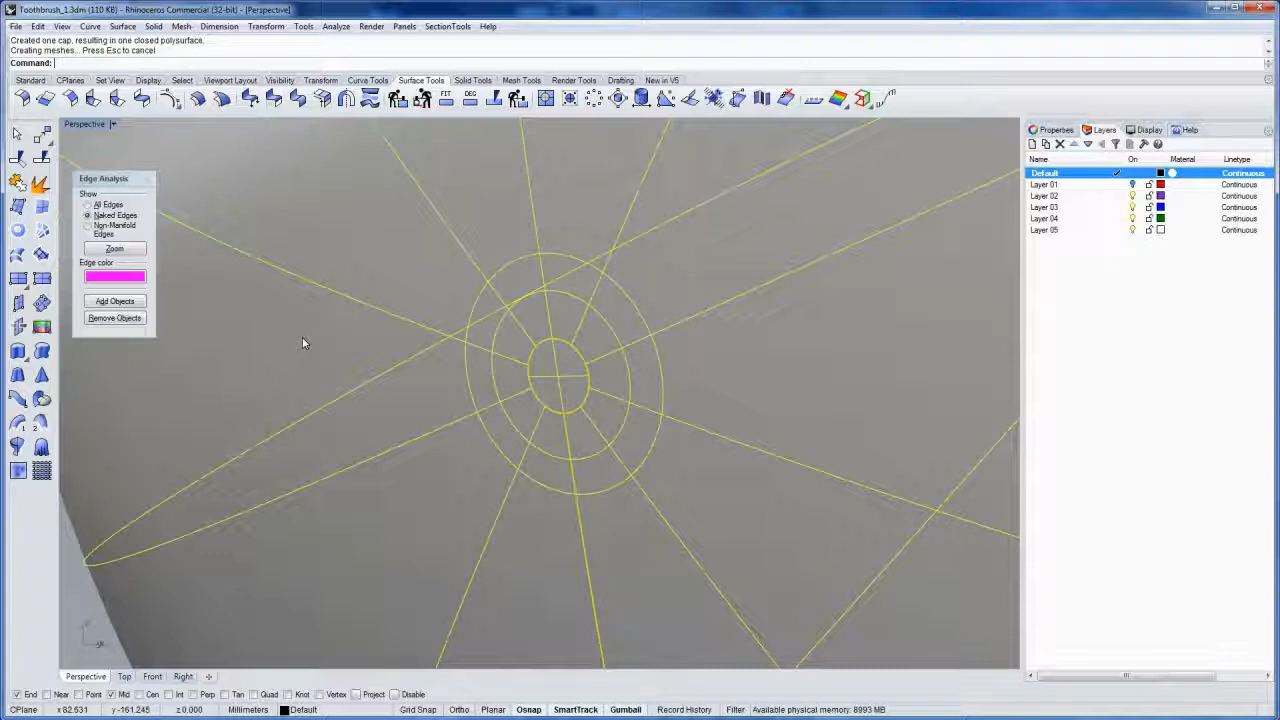 Toothbrush_1.3dm (110 KB) - Rhinoceros Commercial (32-bit) - [Perspective]
File Edit View Curve Surface Solid Mesh Dimension Transform Tools Analyze Render Panels SectionTools Help
Created one cap, resulting in one closed polysurface.
Creating meshes... Press Esc to cancel
Command:
Standard CPlanes Set View Display Select Viewport Layout Visibility Transform Curve Tools Surface Tools Solid Tools Mesh Tools Render Tools Drafting New in V5
FIT DEG
Perspective
Properties Layers Display Help
Name On Material Linetype
Default Continuous
Layer 01 Continuous
Layer 02 Continuous
Layer 03 Continuous
Layer 04 Continuous
Layer 05 Continuous
Edge Analysis
Show
All Edges
Naked Edges
Non-Manifold
Edges
Zoom
Edge color
Add Objects
Remove Objects
Perspective Top Front Right
End Near Point Mid Cen Int Perp Tan Quad Knot Vertex Project Disable
CPlane x 82.531 y -161.245 z 0.000 Millimeters Default Grid Snap Ortho Planar Osnap SmartTrack Gumball Record History Filter Available physical memory: 8993 MB